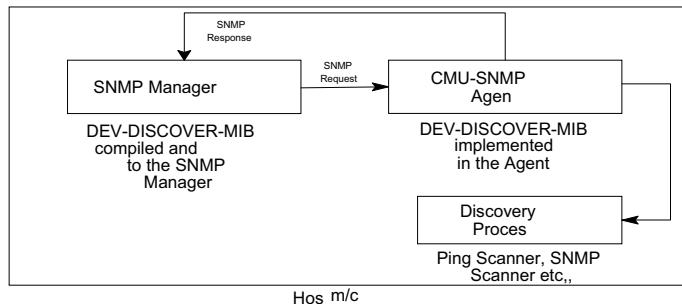 SNMP
Response
SNMP
Request
SNMP Manager
CMU-SNMP
Agen
DEV-DISCOVER-MIB
compiled and
to the SNMP
Manager
DEV-DISCOVER-MIB
implemented
in the Agent
Discovery
Proces
Ping Scanner, SNMP
Scanner etc,,
Hos m/c